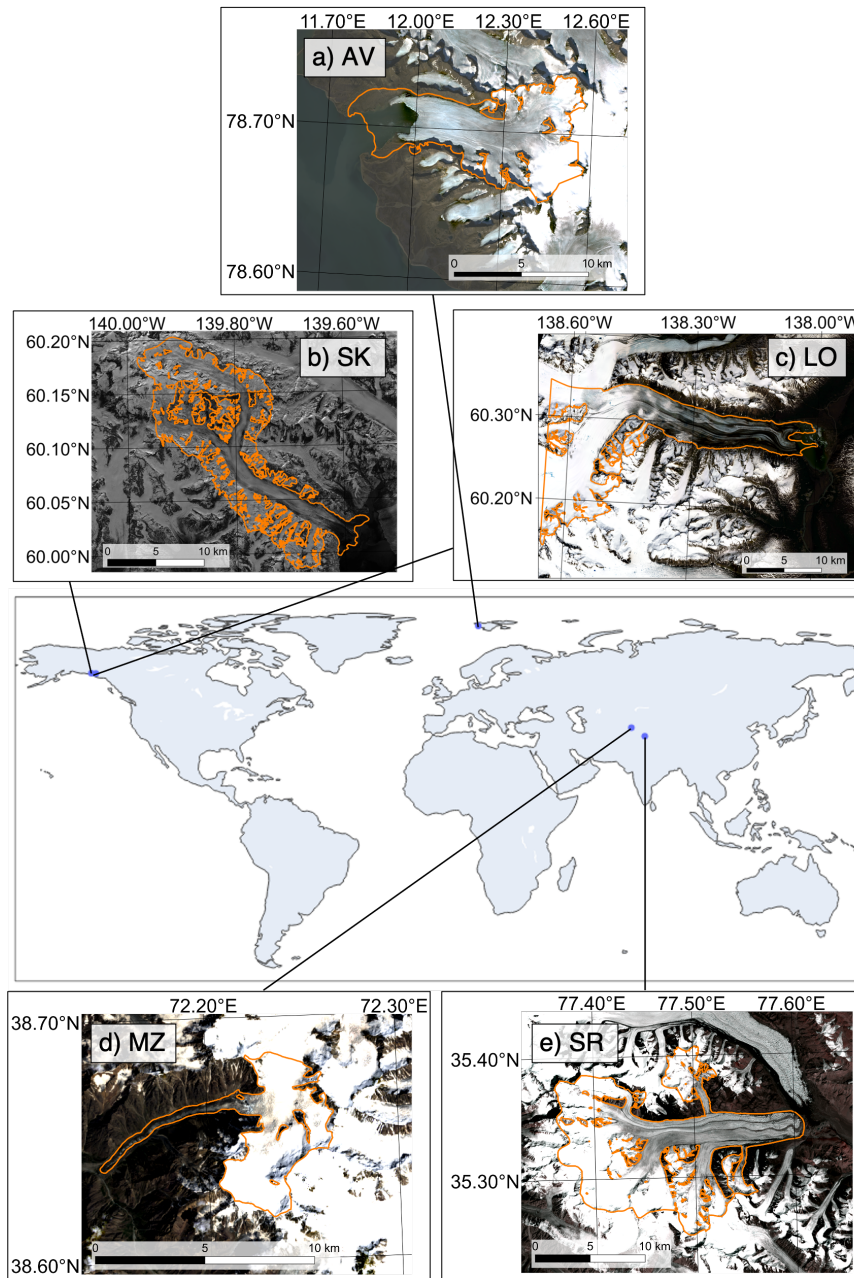 11.70°E 12.00°E 12.30°E 12.60°E
a) AV
78.70°N
78.60°N
0 5 10 km
140.00°W 139.80°W 139.60°W
60.20°N
60.15°N
60.10°N
60.05°N
60.00°N
b) SK
0 5 10 km
138.60°W 138.30°W 138.00°W
c) LO
60.30°N
60.20°N
0 5 10 km
72.20°E 72.30°E
38.70°N
d) MZ
38.60°N
0 5 10 km
77.40°E 77.50°E 77.60°E
e) SR
35.40°N
35.30°N
0 5 10 km